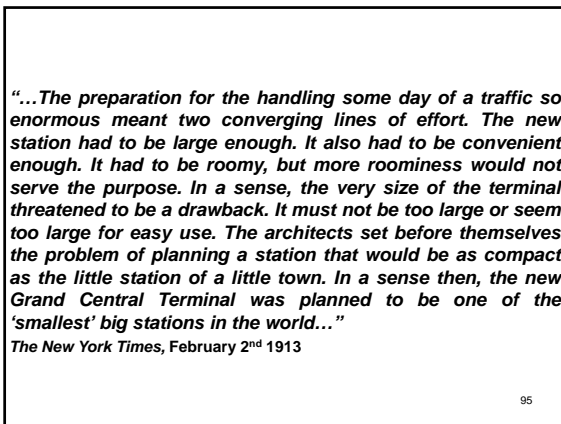 “…The preparation for the handling some day of a traffic so
enormous meant two converging lines of effort. The new
station had to be large enough. It also had to be convenient
enough. It had to be roomy, but more roominess would not
serve the purpose. In a sense, the very size of the terminal
threatened to be a drawback. It must not be too large or seem
too large for easy use. The architects set before themselves
the problem of planning a station that would be as compact
as the little station of a little town. In a sense then, the new
Grand Central Terminal was planned to be one of the
‘smallest’ big stations in the world…”
The New York Times, February 2nd 1913
95